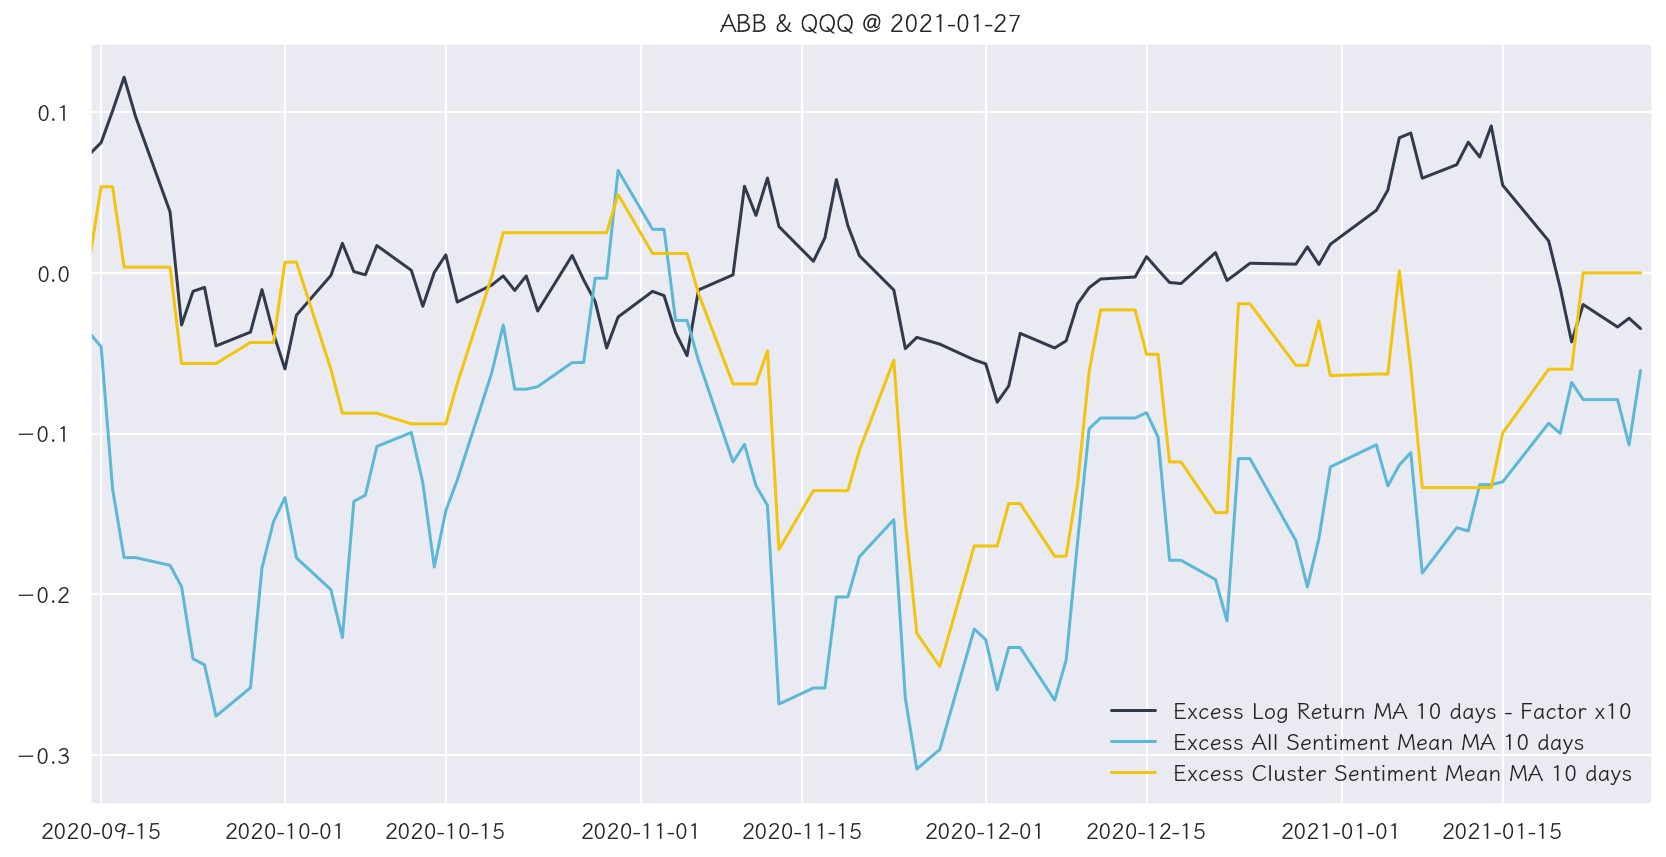 ABB & QQQ @ 2021-01-27
0.1
0.0
−0.1
−0.2
−0.3
Excess Log Return MA 10 days - Factor x10
Excess All Sentiment Mean MA 10 days
Excess Cluster Sentiment Mean MA 10 days
2020-09-15 2020-10-01 2020-10-15 2020-11-01 2020-11-15 2020-12-01 2020-12-15 2021-01-01 2021-01-15